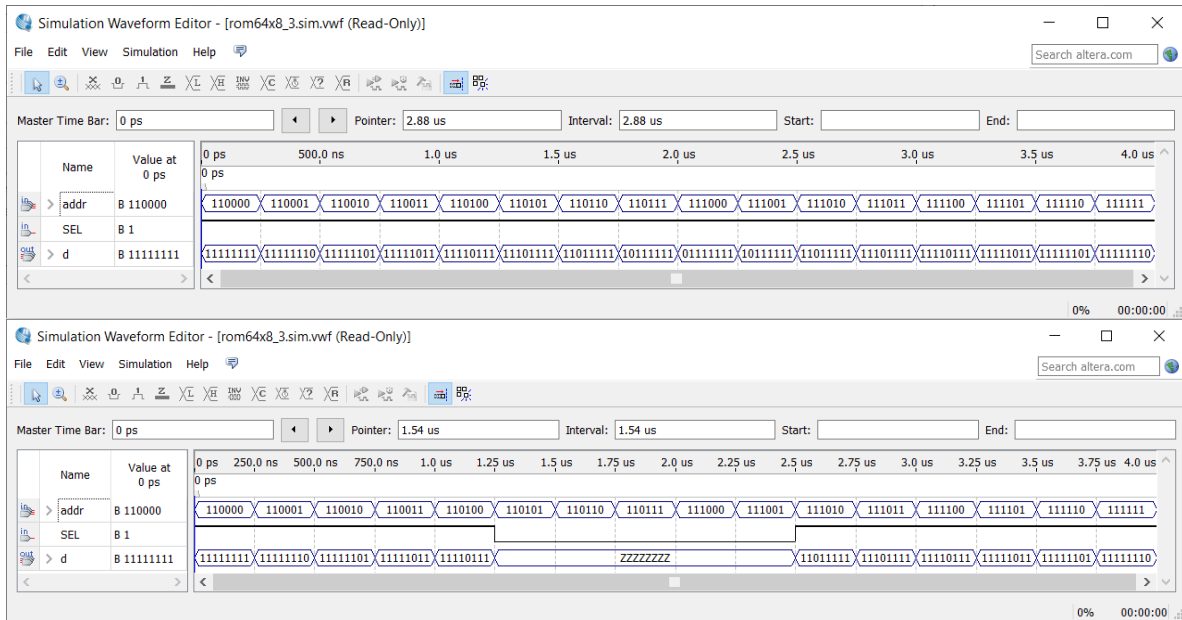 Simulation Waveform Editor - [rom64x8_3.sim.vwf (Read-Only)]
File Edit View Simulation Help
Search altera.com
Master Time Bar: 0 ps Pointer: 2.88 us Interval: 2.88 us Start: End:
Name Value at 0 ps
0 ps 500.0 ns 1.0 us 1.5 us 2.0 us 2.5 us 3.0 us 3.5 us 4.0 us
0 ps
addr B 110000 110000 110001 110010 110011 110100 110101 110110 110111 111000 111001 111010 111011 111100 111101 111110 111111
SEL B 1
d B 11111111 11111111 11111110 11111101 11111011 11110111 11101111 11011111 10111111 01111111 10111111 11011111 11101111 11110111 11111011 11111101 11111110
0% 00:00:00
Simulation Waveform Editor - [rom64x8_3.sim.vwf (Read-Only)]
File Edit View Simulation Help
Search altera.com
Master Time Bar: 0 ps Pointer: 1.54 us Interval: 1.54 us Start: End:
Name Value at 0 ps
0 ps 250.0 ns 500.0 ns 750.0 ns 1.0 us 1.25 us 1.5 us 1.75 us 2.0 us 2.25 us 2.5 us 2.75 us 3.0 us 3.25 us 3.5 us 3.75 us 4.0 us
0 ps
addr B 110000 110000 110001 110010 110011 110100 110101 110110 110111 111000 111001 111010 111011 111100 111101 111110 111111
SEL B 1
d B 11111111 11111111 11111110 11111101 11111011 11110111 ZZZZZZZZ 11011111 11101111 11110111 11111011 11111101 11111110
0% 00:00:00